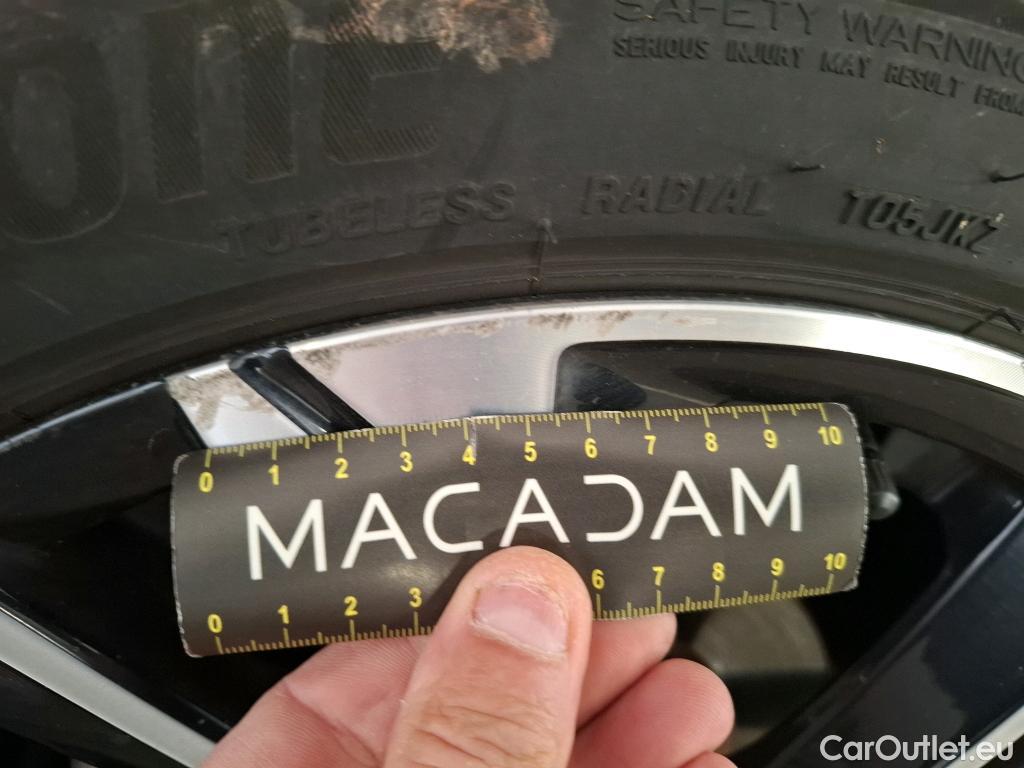 SAFETY WARNING
SERIOUS INJURY MAY RESULT FROM
TUBELESS RADIAL T05JKZ
0 1 2 3 4 5 6 7 8 9 10
MACADAM
0 1 2 3 6 7 8 9 10
CarOutlet.eu